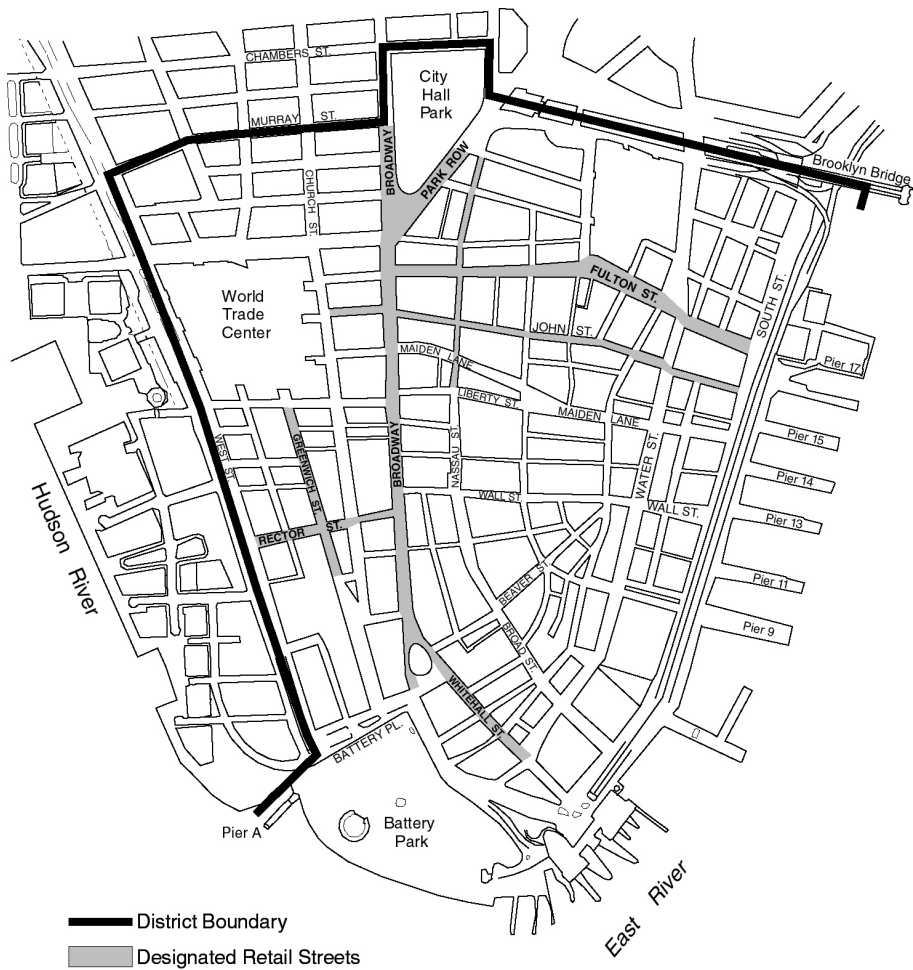 CHAMBERS ST.
City
Hall
Park
MURRAY ST.
BROADWAY
PARK ROW
Brooklyn Bridge
CHURCH ST.
World
Trade
Center
FULTON ST.
SOUTH ST.
JOHN ST.
MAIDEN LANE
Pier 17
LIBERTY ST.
MAIDEN LANE
Pier 15
WEST ST.
GREENWICH ST.
BROADWAY
NASSAU ST.
WATER ST.
Pier 14
WALL ST.
WALL ST.
Pier 13
RECTOR ST.
Hudson River
BEAVER ST.
Pier 11
BROAD ST.
Pier 9
WHITEHALL ST.
BATTERY PL.
Pier A
Battery
Park
East River
District Boundary
Designated Retail Streets